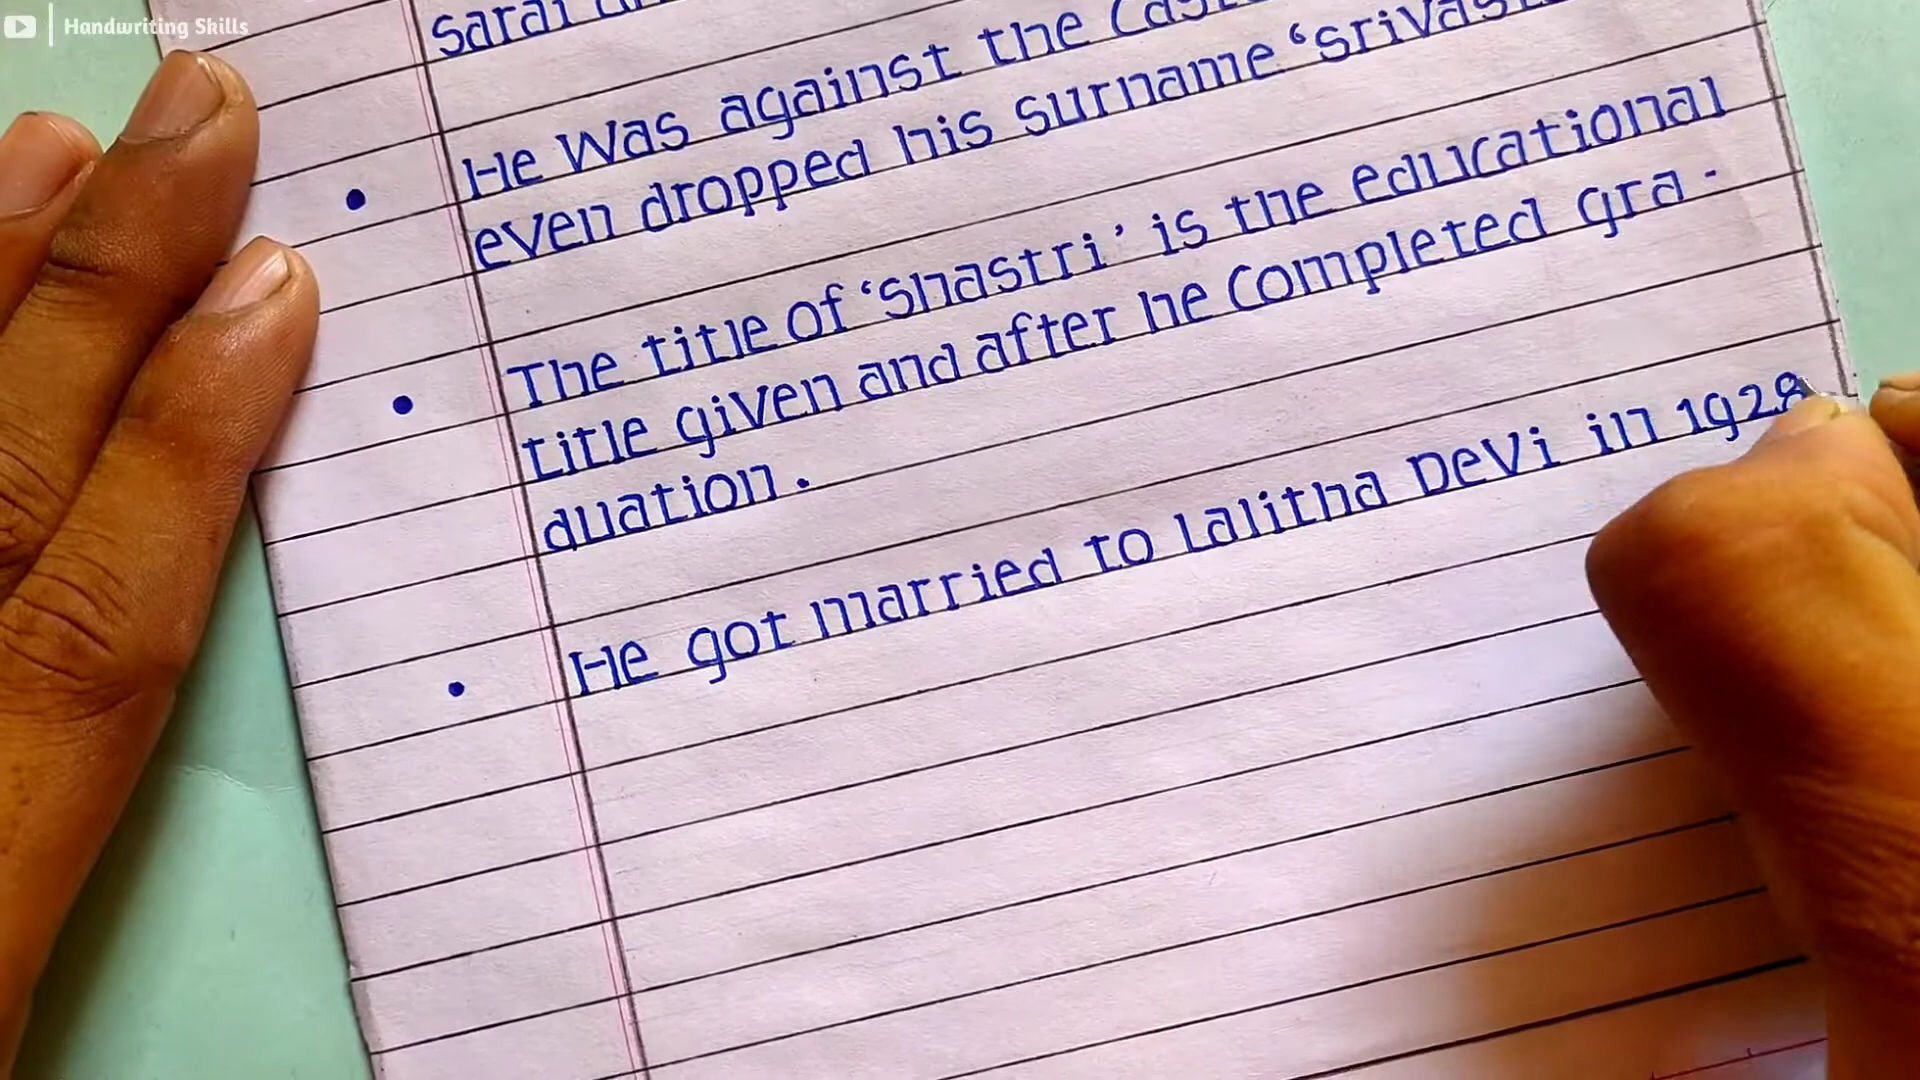 Handwriting Skills
sarai
He was against the
even dropped his surname
The title of ‘Shastri’ is the educational
title given and after he completed gra -
duation.
He got married to Lalitha Devi in 1928